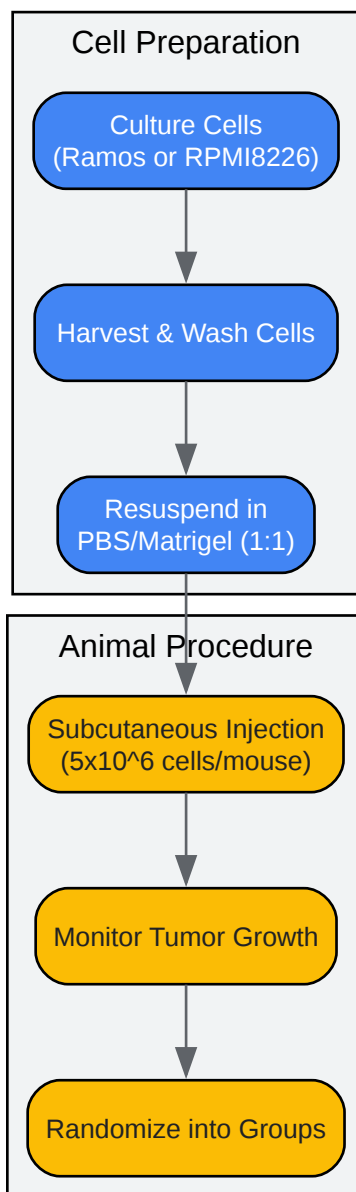 Cell Preparation
Culture Cells
(Ramos or RPMI8226)
Harvest & Wash Cells
Resuspend in
PBS/Matrigel (1:1)
Animal Procedure
Subcutaneous Injection
(5x10^6 cells/mouse)
Monitor Tumor Growth
Randomize into Groups